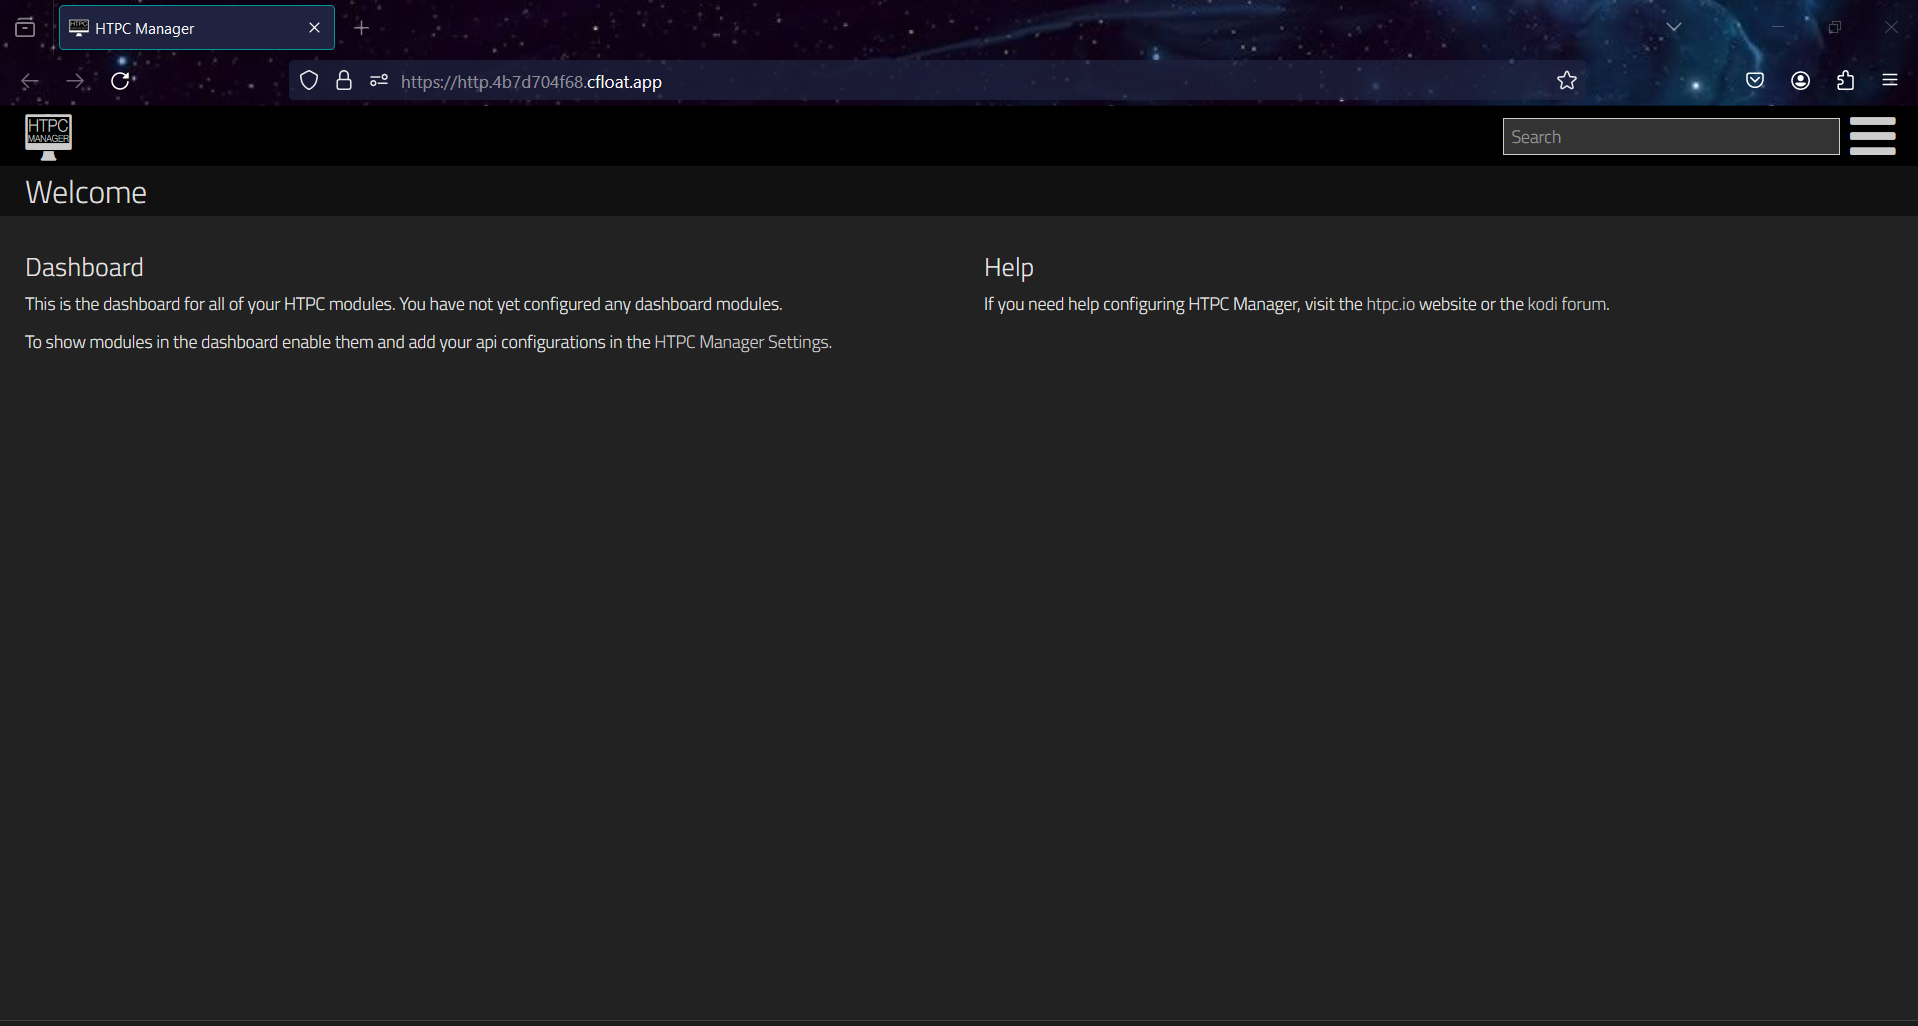 HTPC Manager
https://http.4b7d704f68.cfloat.app
HTPC
MANAGER
Search
Welcome
Dashboard
This is the dashboard for all of your HTPC modules. You have not yet configured any dashboard modules.
To show modules in the dashboard enable them and add your api configurations in the HTPC Manager Settings.
Help
If you need help configuring HTPC Manager, visit the htpc.io website or the kodi forum.